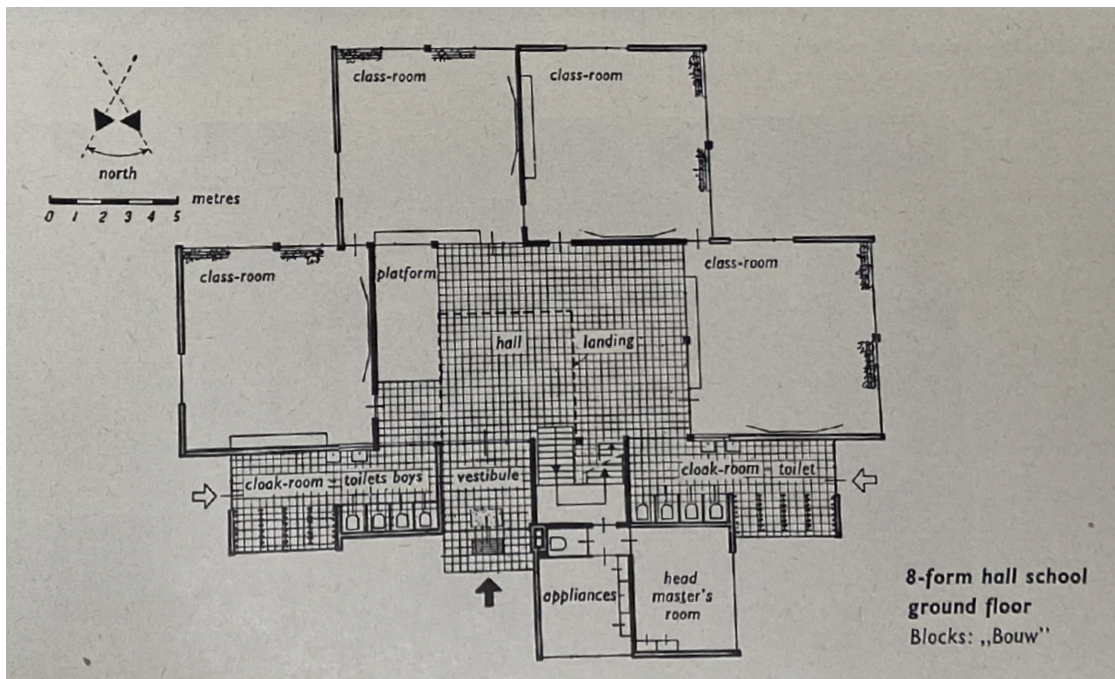 class-room
class-room
north
metres
0 1 2 3 4 5
class-room
platform
class-room
hall
landing
cloak-room – toilets boys
vestibule
cloak-room – toilet
appliances
head
master's
room
8-form hall school
ground floor
Blocks: „Bouw”